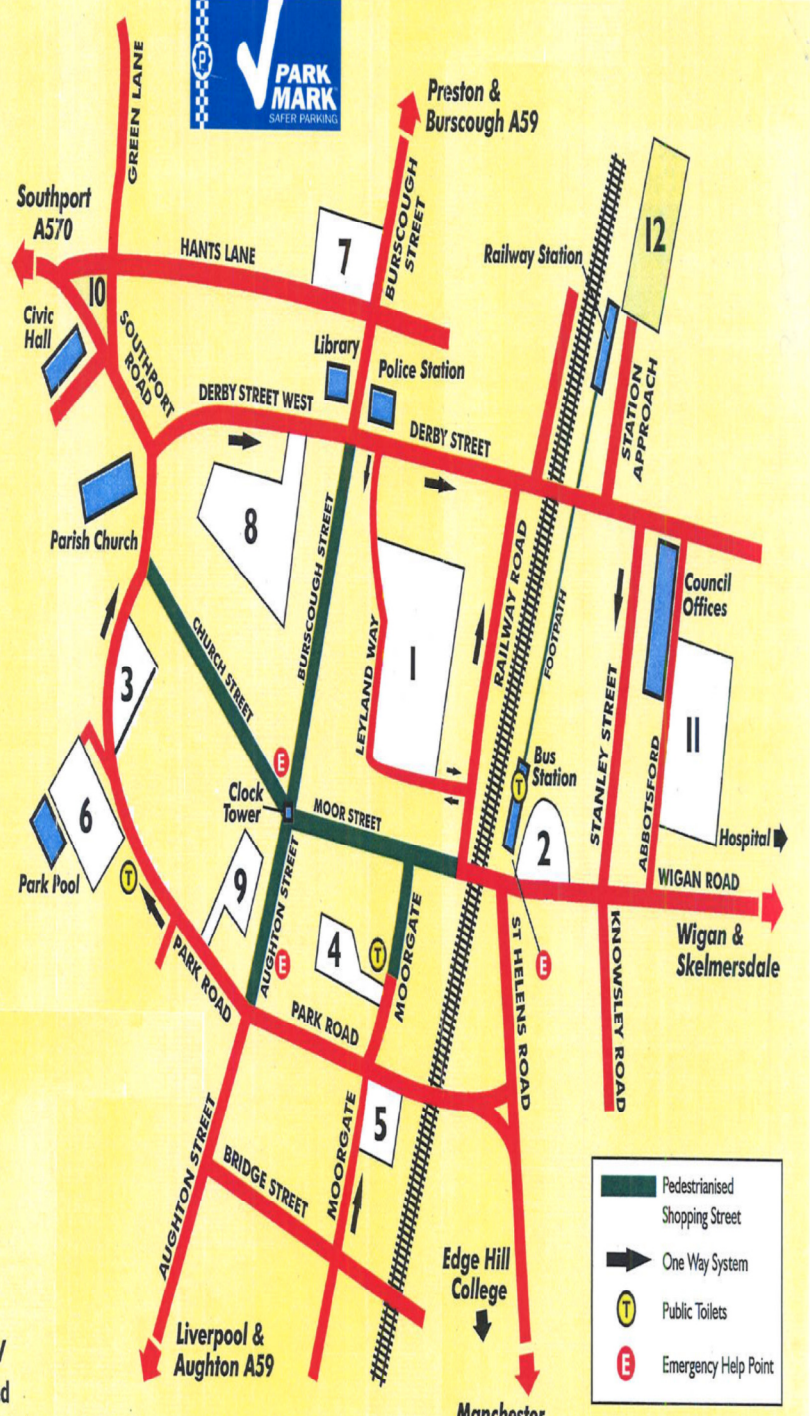 P
PARK
MARK
SAFER PARKING
GREEN LANE
Preston &
Burscough A59
Southport
A570
HANTS LANE
7
BURSCOUGH
STREET
Railway Station
12
10
Civic
Hall
SOUTHPORT
ROAD
Library
Police Station
DERBY STREET WEST
DERBY STREET
STATION
APPROACH
Parish Church
8
BURSCOUGH STREET
RAILWAY ROAD
Council
Offices
FOOTPATH
CHURCH STREET
LEYLAND WAY
1
3
STANLEY STREET
ABBOTSFORD
11
E
Clock
Tower
MOOR STREET
Bus
Station
T
6
2
Hospital
Park Pool
T
9
AUGHTON STREET
WIGAN ROAD
PARK ROAD
4
T
MOORGATE
E
E
ST HELENS ROAD
KNOWSLEY ROAD
Wigan &
Skelmersdale
PARK ROAD
5
AUGHTON STREET
BRIDGE STREET
MOORGATE
Edge Hill
College
Liverpool &
Aughton A59
Manchester
Pedestrianised
Shopping Street
One Way System
T
Public Toilets
E
Emergency Help Point